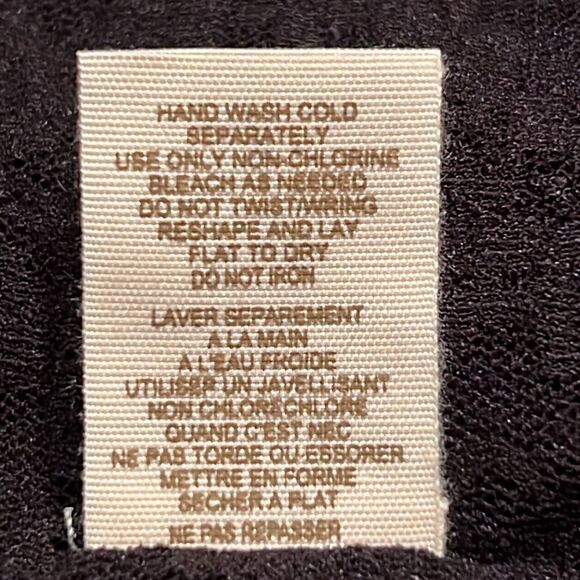 HAND WASH COLD
SEPARATELY
USE ONLY NON-CHLORINE
BLEACH AS NEEDED
DO NOT TWIST/WRING
RESHAPE AND LAY
FLAT TO DRY
DO NOT IRON
LAVER SEPAREMENT
A LA MAIN
A L'EAU FROIDE
UTILISER UN JAVELLISANT
NON CHLORECHLORE
QUAND C'EST NEC
NE PAS TORDE QU ESSORER
METTRE EN FORME
SECHER A PLAT
NE PAS REPASSER